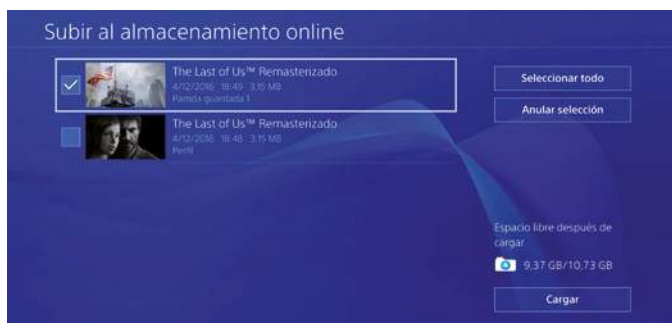 Subir al almacenamiento online
The Last of Us™ Remasterizado
4/12/2016 18:49 3,15 MB
Partida guardada 1
The Last of Us™ Remasterizado
4/12/2016 18:48 3,15 MB
Perfil
Seleccionar todo
Anular selección
Espacio libre después de
cargar
9,37 GB/10,73 GB
Cargar